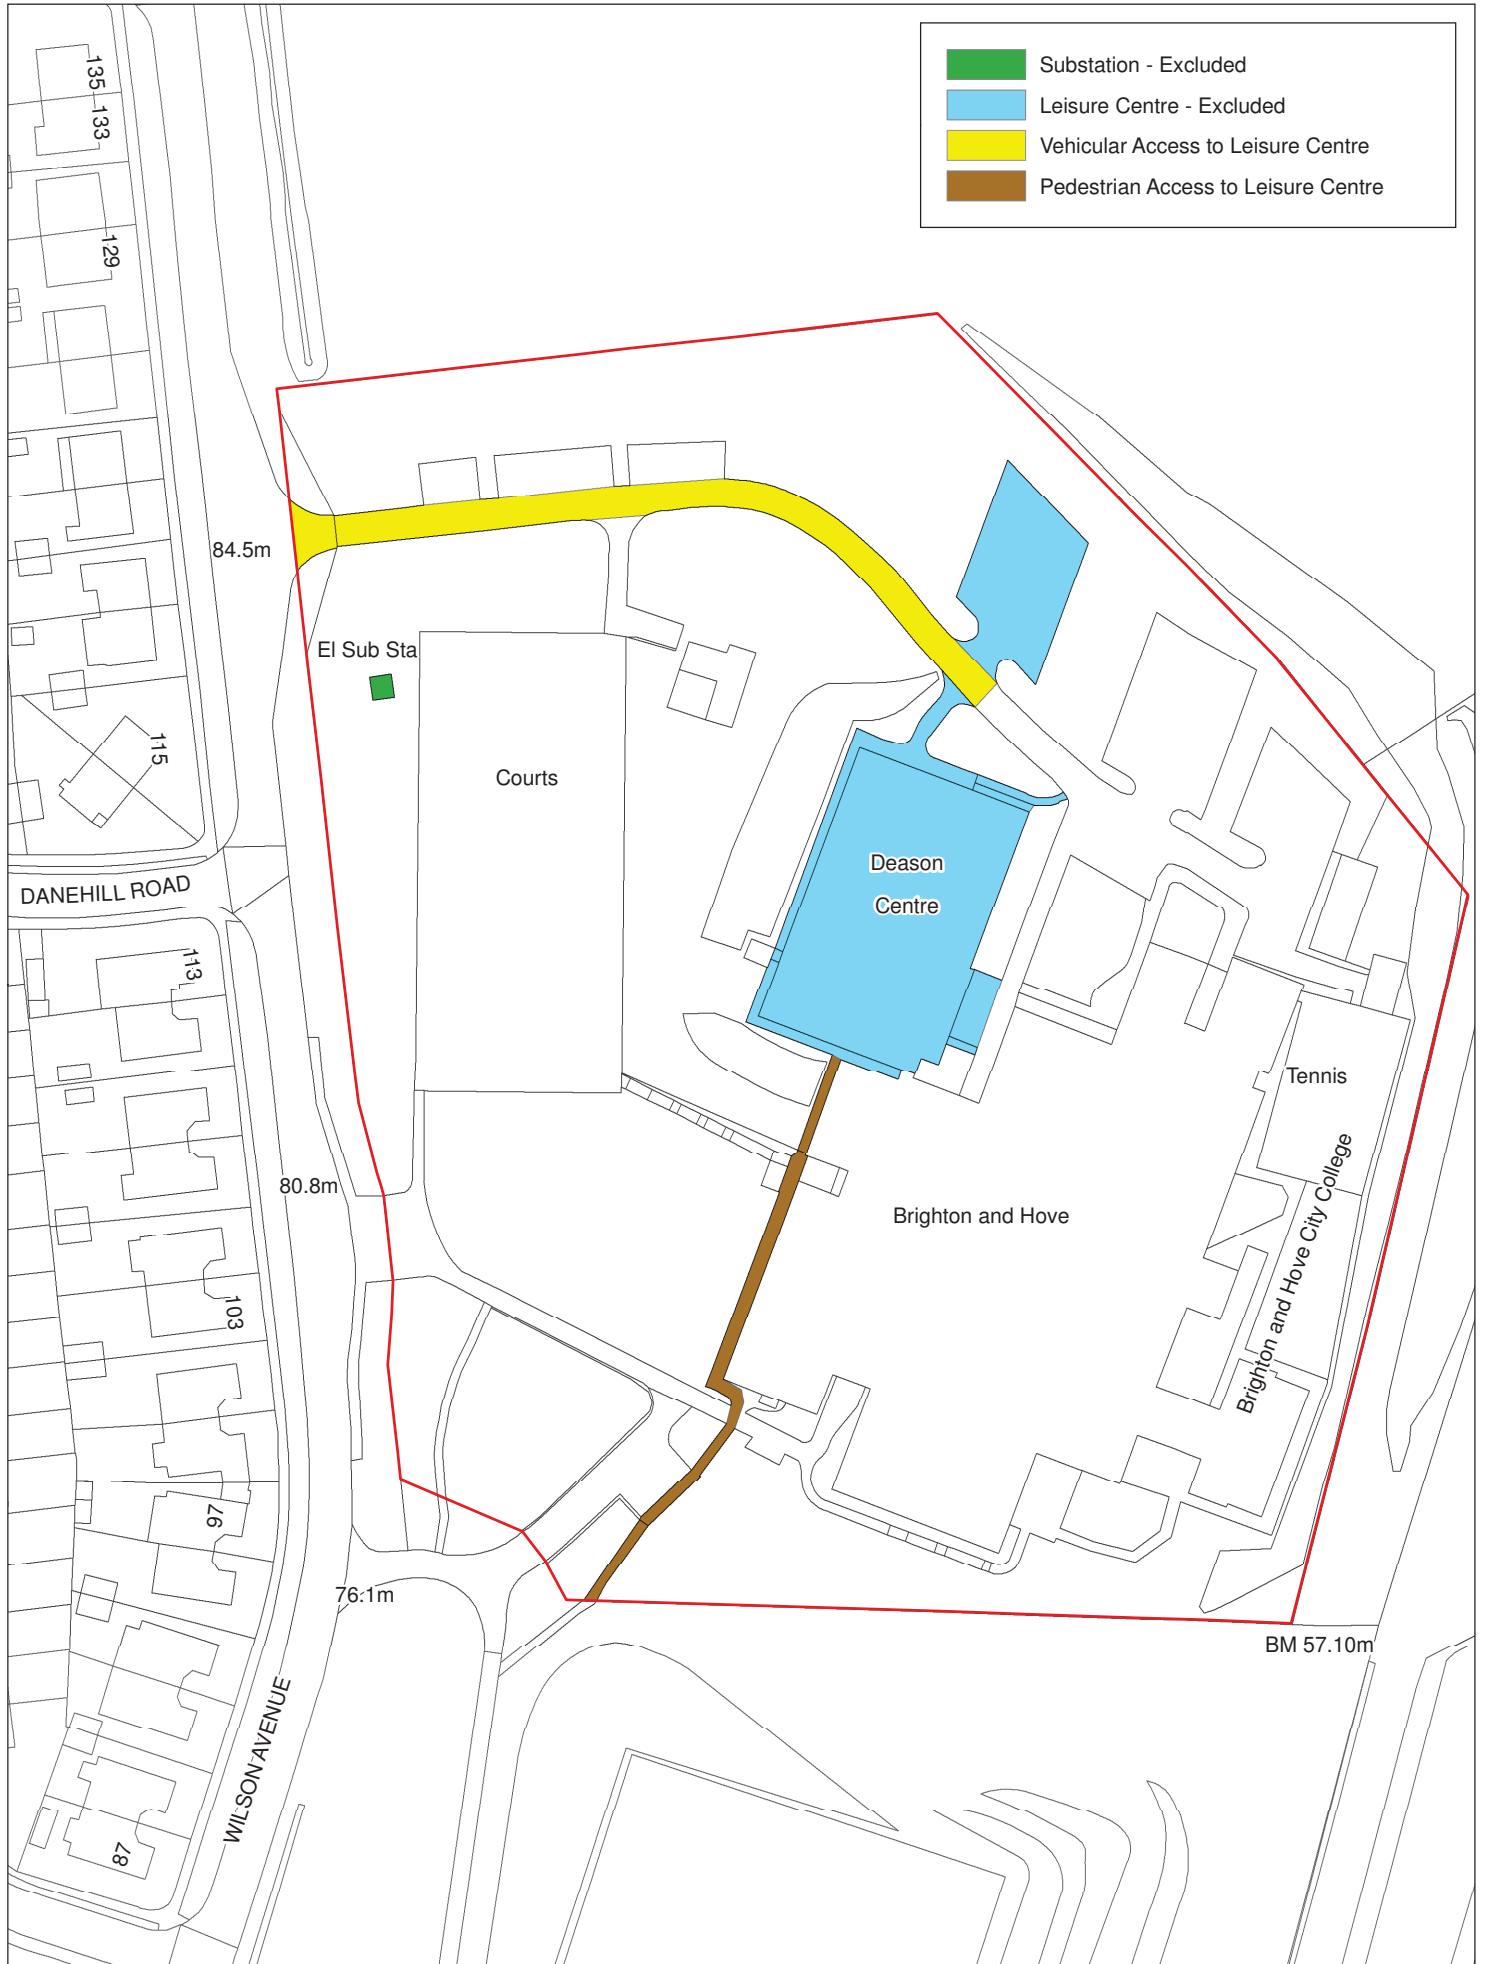 Substation - Excluded
Leisure Centre - Excluded
Vehicular Access to Leisure Centre
Pedestrian Access to Leisure Centre
135
133
129
84.5m
El Sub Sta
115
Courts
Deason
Centre
DANEHILL ROAD
113
Tennis
80.8m
Brighton and Hove
Brighton and Hove City College
103
97
76.1m
BM 57.10m
WILSON AVENUE
87